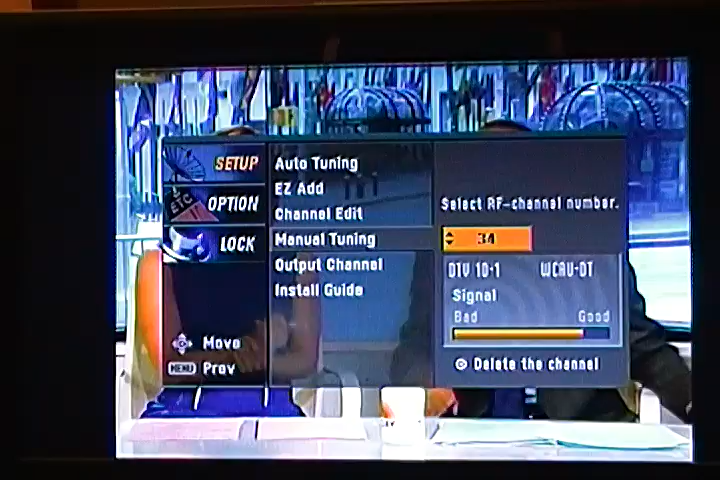 SETUP
OPTION
ETC
LOCK
Move
MENU Prev
Auto Tuning
EZ Add
Channel Edit
Manual Tuning
Output Channel
Install Guide
Select RF-channel number.
34
DTV 10-1 WCAU-DT
Signal
Bad Good
Delete the channel